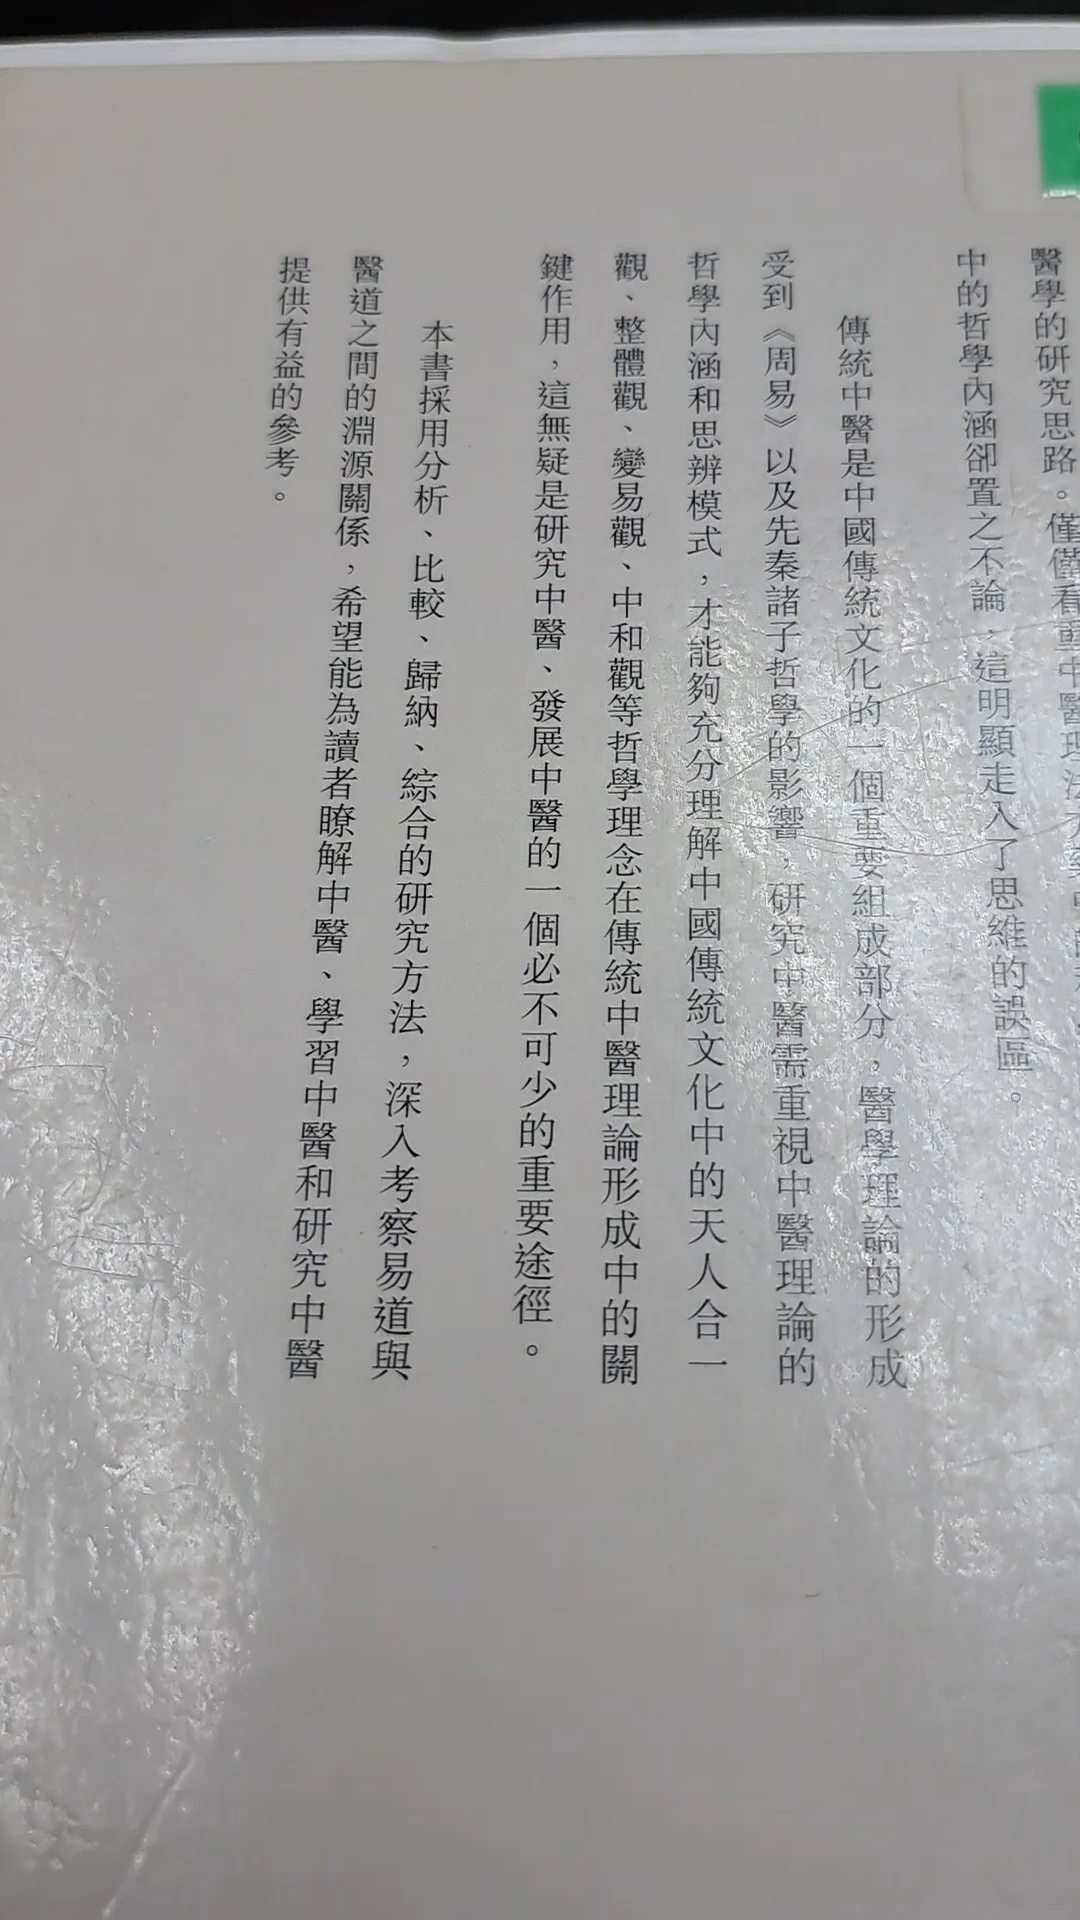 醫學的研究思路。僅僅看重中醫理法方藥
中的哲學內涵卻置之不論，這明顯走入了思維的誤區。
傳統中醫是中國傳統文化的一個重要組成部分，醫學理論的形成
受到《周易》以及先秦諸子哲學的影響，研究中醫需重視中醫理論的
哲學內涵和思辨模式，才能夠充分理解中國傳統文化中的天人合一
觀、整體觀、變易觀、中和觀等哲學理念在傳統中醫理論形成中的關
鍵作用，這無疑是研究中醫、發展中醫的一個必不可少的重要途徑。
本書採用分析、比較、歸納、綜合的研究方法，深入考察易道與
醫道之間的淵源關係，希望能為讀者瞭解中醫、學習中醫和研究中醫
提供有益的參考。